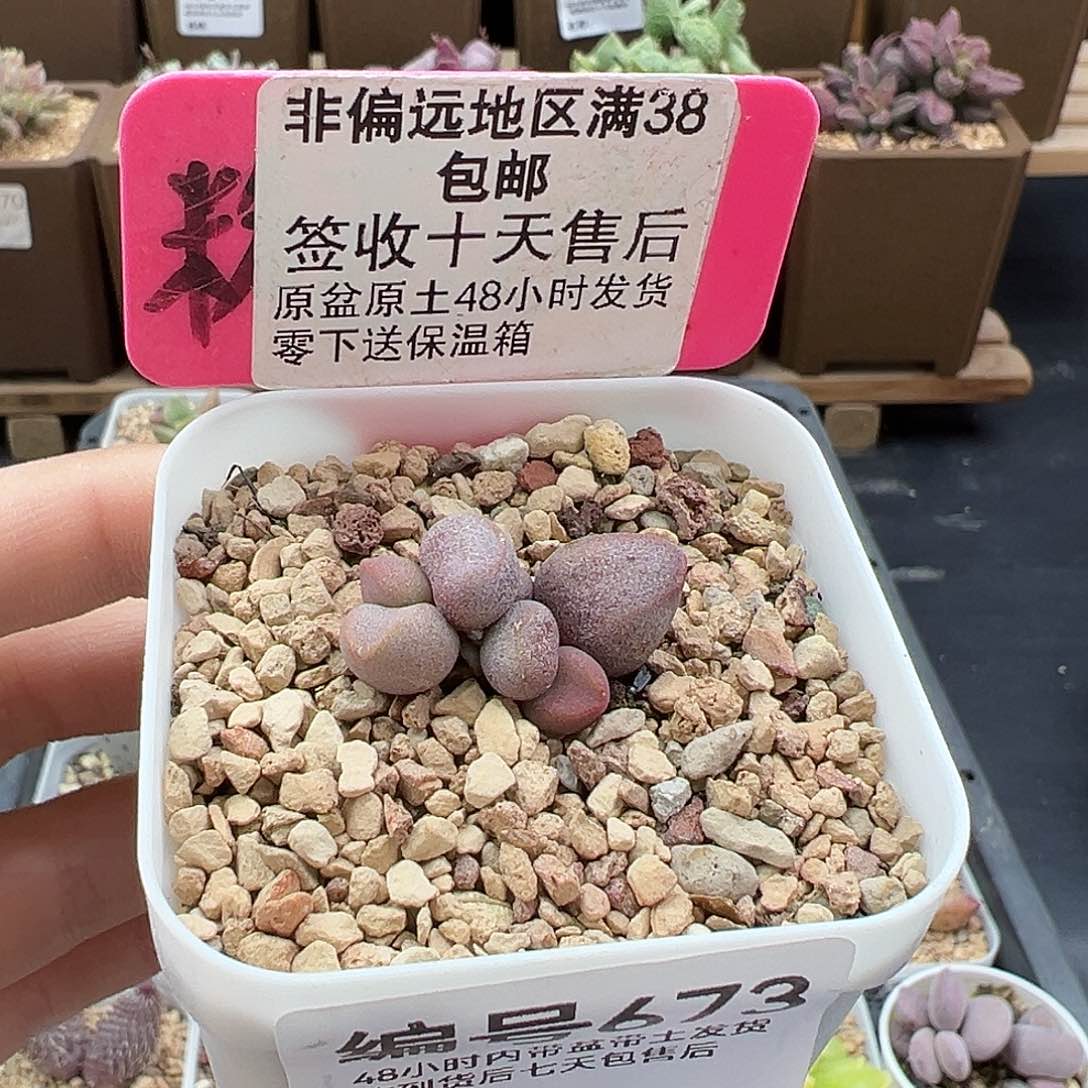 非偏远地区满38
包邮
签收十天售后
原盆原土48小时发货
零下送保温箱
编号673
48小时内带盆带土发货
到货后七天包售后